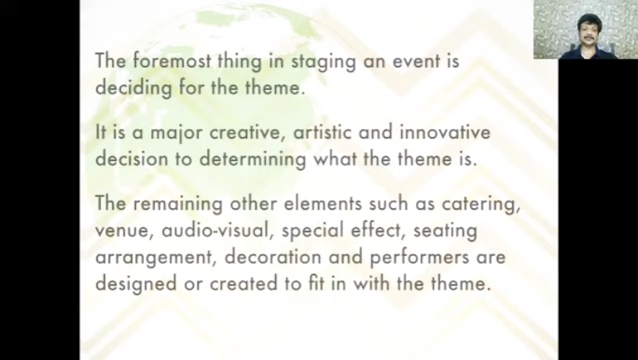 The foremost thing in staging an event is
deciding for the theme.
It is a major creative, artistic and innovative
decision to determining what the theme is.
The remaining other elements such as catering,
venue, audio-visual, special effect, seating
arrangement, decoration and performers are
designed or created to fit in with the theme.